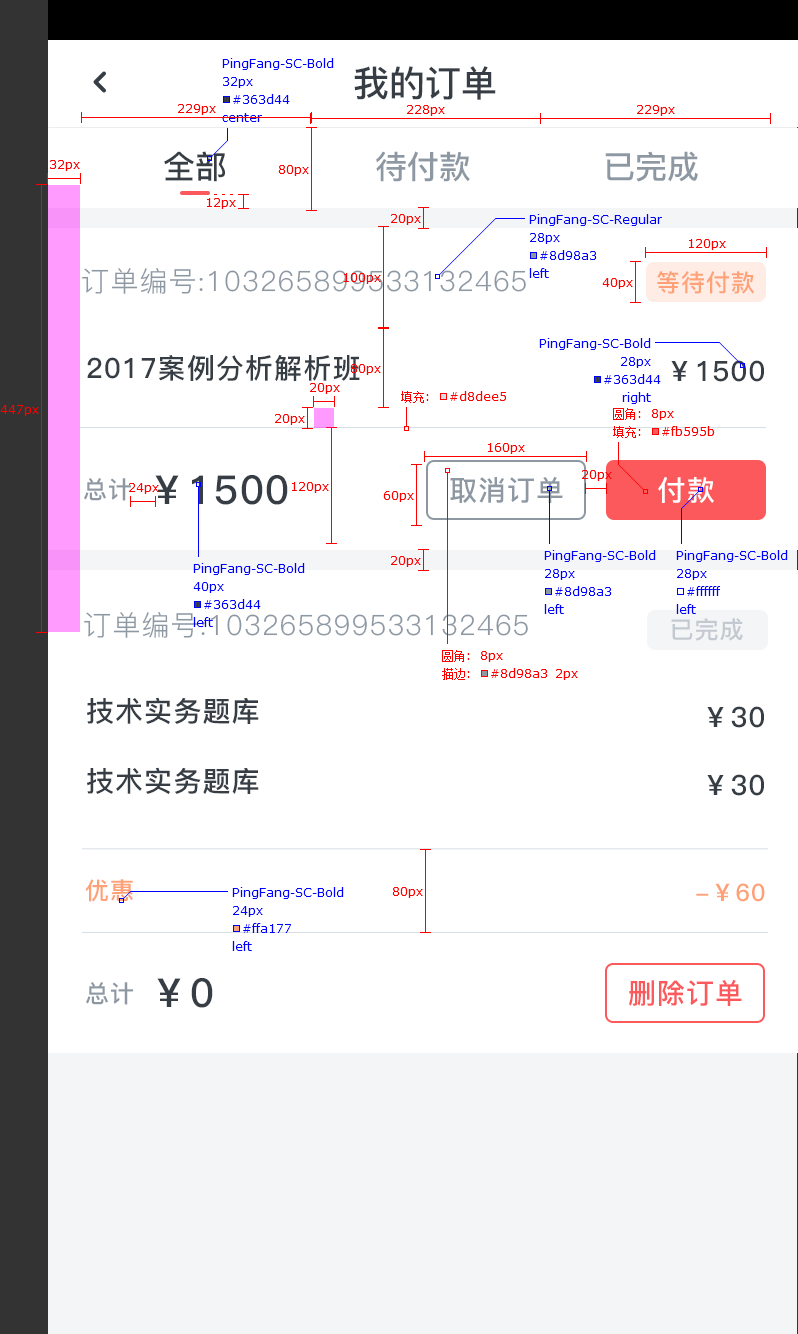 PingFang-SC-Bold
32px
#363d44
center
我的订单
229px
228px
229px
32px
全部
80px
待付款
已完成
12px
20px
PingFang-SC-Regular
28px
#8d98a3
left
120px
订单编号:103265899533132465
100px
40px
等待付款
PingFang-SC-Bold
28px
#363d44
right
2017案例分析解析班
80px
¥1500
20px
填充: #d8dee5
447px
20px
圆角: 8px
填充: #fb595b
160px
总计
24px
¥1500
120px
60px
取消订单
20px
付款
20px
PingFang-SC-Bold
40px
#363d44
left
PingFang-SC-Bold
28px
#8d98a3
left
PingFang-SC-Bold
28px
#ffffff
left
订单编号:103265899533132465
已完成
圆角: 8px
描边: #8d98a3 2px
技术实务题库
¥30
技术实务题库
¥30
优惠
PingFang-SC-Bold
24px
#ffa177
left
80px
-¥60
总计 ¥0
删除订单